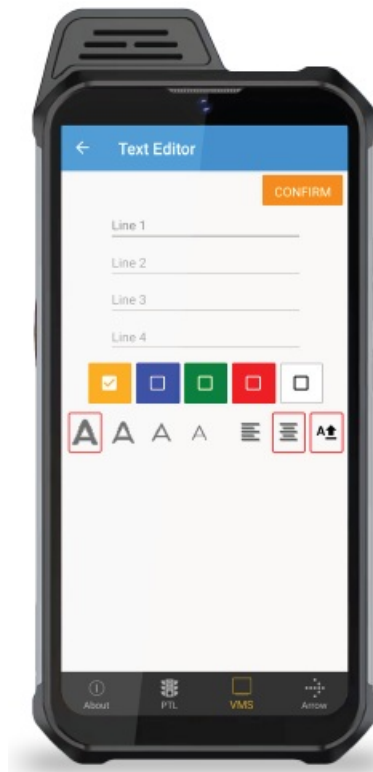 Text Editor
CONFIRM
Line 1
Line 2
Line 3
Line 4
A A A A A
About PTL VMS Arrow